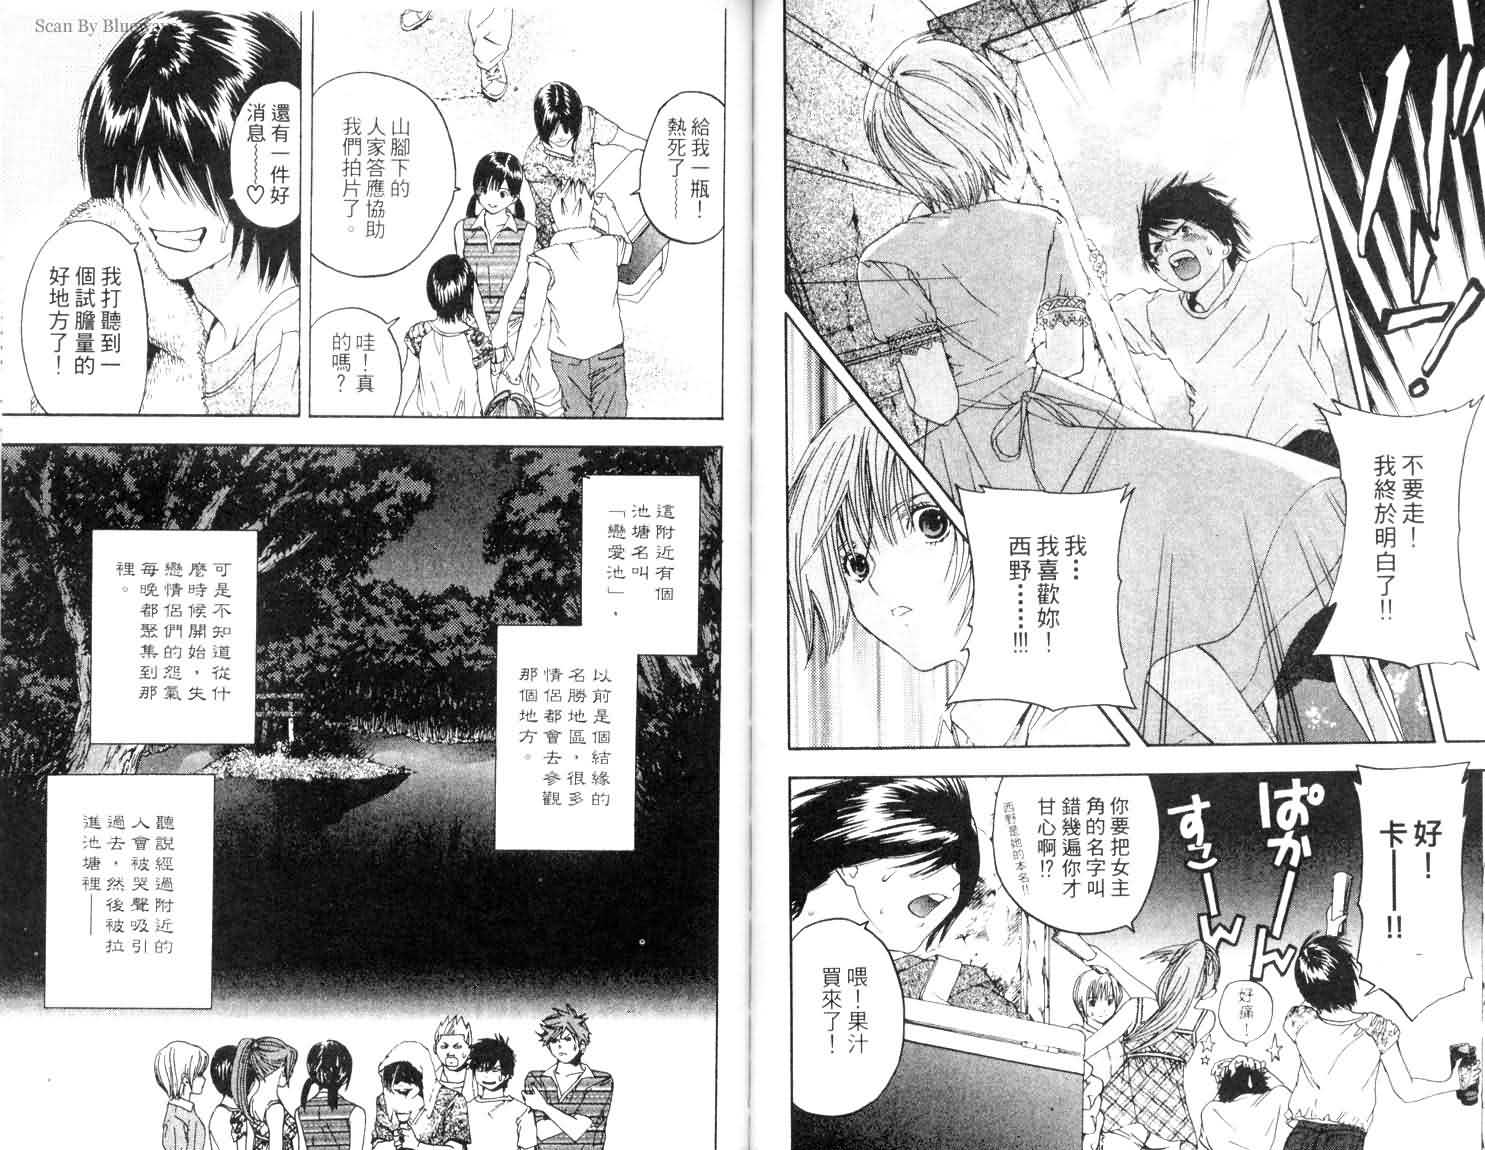 不要走！
我終於明白了!!
我…
我喜歡妳！
西野……!!!
好！
卡——!!
ぱかーん
すこーん
好痛！
你要把女主
角的名字叫
錯幾遍你才
甘心啊!?
西野是她的本名!!
喂！果汁
買來了！
給我一瓶！
熱死了~~~
山腳下的
人家答應協助
我們拍片了。
哇！真
的嗎？
還有一件好
消息~~~♡
我打聽到一
個試膽量的
好地方了！
這附近有個
池塘名叫
「戀愛池」，
以前是個結緣的
名勝地區，很多
情侶都會去參觀
那個地方。
可是不知道從什
麼時候開始，失
戀情侶們的怨氣
每晚都聚集到那
裡。
聽說經過附近的
人會被哭聲吸引
過去，然後被拉
進池塘裡——